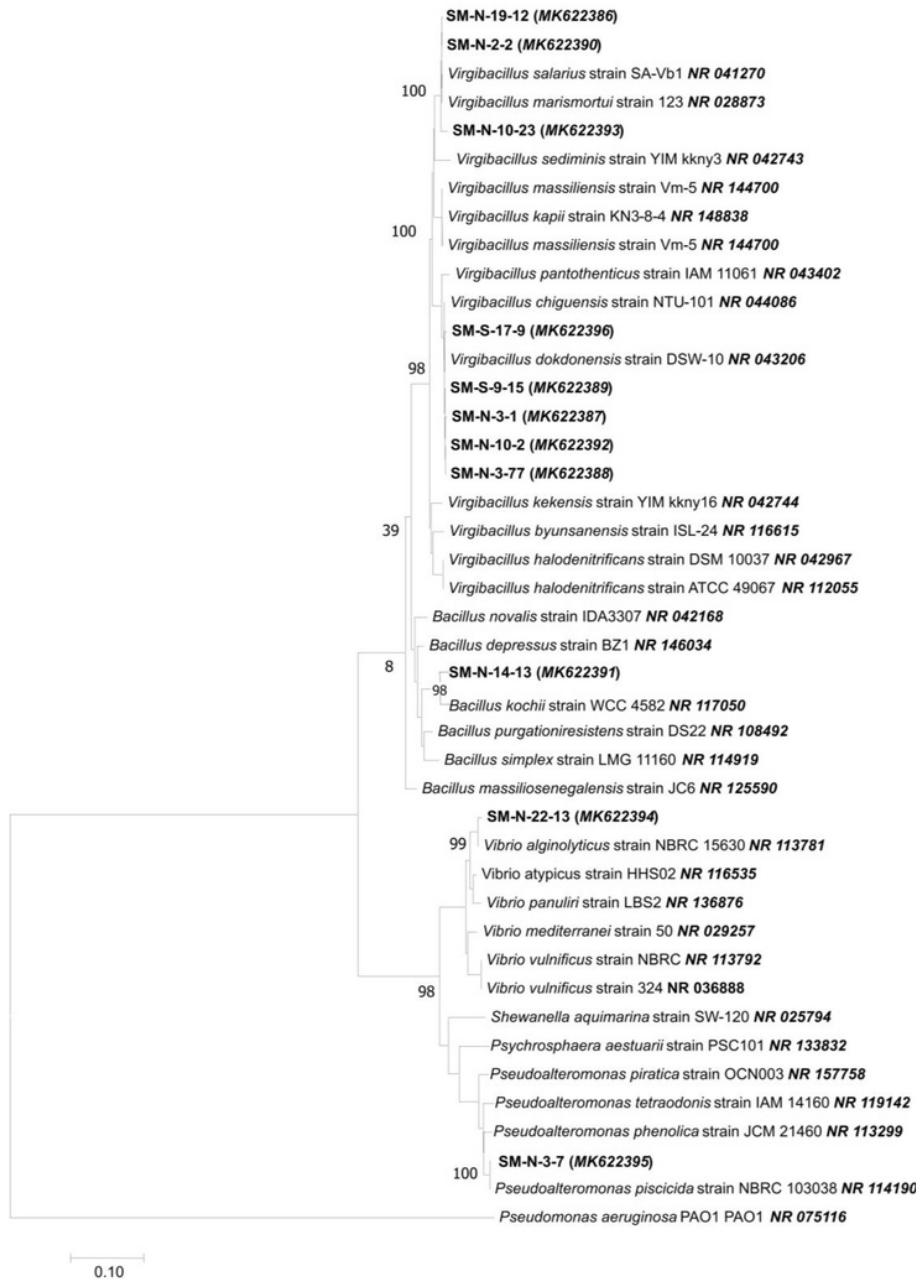 SM-N-19-12 (MK622386)
SM-N-2-2 (MK622390)
Virgibacillus salarius strain SA-Vb1 NR 041270
100
Virgibacillus marismortui strain 123 NR 028873
SM-N-10-23 (MK622393)
Virgibacillus sediminis strain YIM kkny3 NR 042743
Virgibacillus massiliensis strain Vm-5 NR 144700
Virgibacillus kapii strain KN3-8-4 NR 148838
100
Virgibacillus massiliensis strain Vm-5 NR 144700
Virgibacillus pantothenticus strain IAM 11061 NR 043402
Virgibacillus chiguensis strain NTU-101 NR 044086
SM-S-17-9 (MK622396)
Virgibacillus dokdonensis strain DSW-10 NR 043206
98
SM-S-9-15 (MK622389)
SM-N-3-1 (MK622387)
SM-N-10-2 (MK622392)
SM-N-3-77 (MK622388)
Virgibacillus kekensis strain YIM kkny16 NR 042744
39
Virgibacillus byunsanensis strain ISL-24 NR 116615
Virgibacillus halodenitrificans strain DSM 10037 NR 042967
Virgibacillus halodenitrificans strain ATCC 49067 NR 112055
Bacillus novalis strain IDA3307 NR 042168
Bacillus depressus strain BZ1 NR 146034
8
SM-N-14-13 (MK622391)
98
Bacillus kochii strain WCC 4582 NR 117050
Bacillus purgationiresistens strain DS22 NR 108492
Bacillus simplex strain LMG 11160 NR 114919
Bacillus massiliosenegalensis strain JC6 NR 125590
SM-N-22-13 (MK622394)
99
Vibrio alginolyticus strain NBRC 15630 NR 113781
Vibrio atypicus strain HHS02 NR 116535
Vibrio panuliri strain LBS2 NR 136876
Vibrio mediterranei strain 50 NR 029257
Vibrio vulnificus strain NBRC NR 113792
Vibrio vulnificus strain 324 NR 036888
98
Shewanella aquimarina strain SW-120 NR 025794
Psychrosphaera aestuarii strain PSC101 NR 133832
Pseudoalteromonas piratica strain OCN003 NR 157758
Pseudoalteromonas tetraodonis strain IAM 14160 NR 119142
Pseudoalteromonas phenolica strain JCM 21460 NR 113299
SM-N-3-7 (MK622395)
100
Pseudoalteromonas piscicida strain NBRC 103038 NR 114190
Pseudomonas aeruginosa PAO1 PAO1 NR 075116
0.10